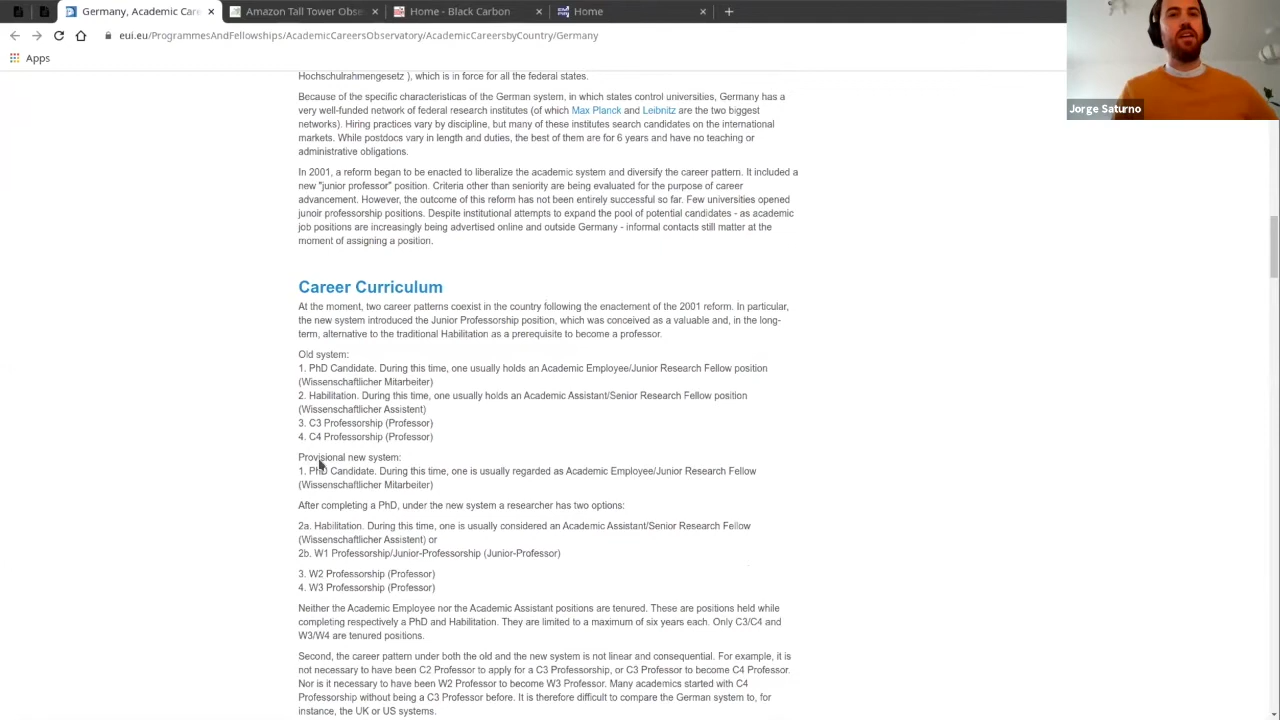 Germany, Academic Care
Amazon Tall Tower Obse
Home - Black Carbon
Home
eui.eu/ProgrammesAndFellowships/AcademicCareersObservatory/AcademicCareersbyCountry/Germany
Apps
Jorge Saturno
Hochschulrahmengesetz ), which is in force for all the federal states.
Because of the specific characteristicas of the German system, in which states control universities, Germany has a
very well-funded network of federal research institutes (of which Max Planck and Leibnitz are the two biggest
networks). Hiring practices vary by discipline, but many of these institutes search candidates on the international
markets. While postdocs vary in length and duties, the best of them are for 6 years and have no teaching or
administrative obligations.
In 2001, a reform began to be enacted to liberalize the academic system and diversify the career pattern. It included a
new "junior professor" position. Criteria other than seniority are being evaluated for the purpose of career
advancement. However, the outcome of this reform has not been entirely successful so far. Few universities opened
junoir professorship positions. Despite institutional attempts to expand the pool of potential candidates - as academic
job positions are increasingly being advertised online and outside Germany - informal contacts still matter at the
moment of assigning a position.
Career Curriculum
At the moment, two career patterns coexist in the country following the enactement of the 2001 reform. In particular,
the new system introduced the Junior Professorship position, which was conceived as a valuable and, in the long-
term, alternative to the traditional Habilitation as a prerequisite to become a professor.
Old system:
1. PhD Candidate. During this time, one usually holds an Academic Employee/Junior Research Fellow position
(Wissenschaftlicher Mitarbeiter)
2. Habilitation. During this time, one usually holds an Academic Assistant/Senior Research Fellow position
(Wissenschaftlicher Assistent)
3. C3 Professorship (Professor)
4. C4 Professorship (Professor)
Provisional new system:
1. PhD Candidate. During this time, one is usually regarded as Academic Employee/Junior Research Fellow
(Wissenschaftlicher Mitarbeiter)
After completing a PhD, under the new system a researcher has two options:
2a. Habilitation. During this time, one is usually considered an Academic Assistant/Senior Research Fellow
(Wissenschaftlicher Assistent) or
2b. W1 Professorship/Junior-Professorship (Junior-Professor)
3. W2 Professorship (Professor)
4. W3 Professorship (Professor)
Neither the Academic Employee nor the Academic Assistant positions are tenured. These are positions held while
completing respectively a PhD and Habilitation. They are limited to a maximum of six years each. Only C3/C4 and
W3/W4 are tenured positions.
Second, the career pattern under both the old and the new system is not linear and consequential. For example, it is
not necessary to have been C2 Professor to apply for a C3 Professorship, or C3 Professor to become C4 Professor.
Nor is it necessary to have been W2 Professor to become W3 Professor. Many academics started with C4
Professorship without being a C3 Professor before. It is therefore difficult to compare the German system to, for
instance, the UK or US systems.